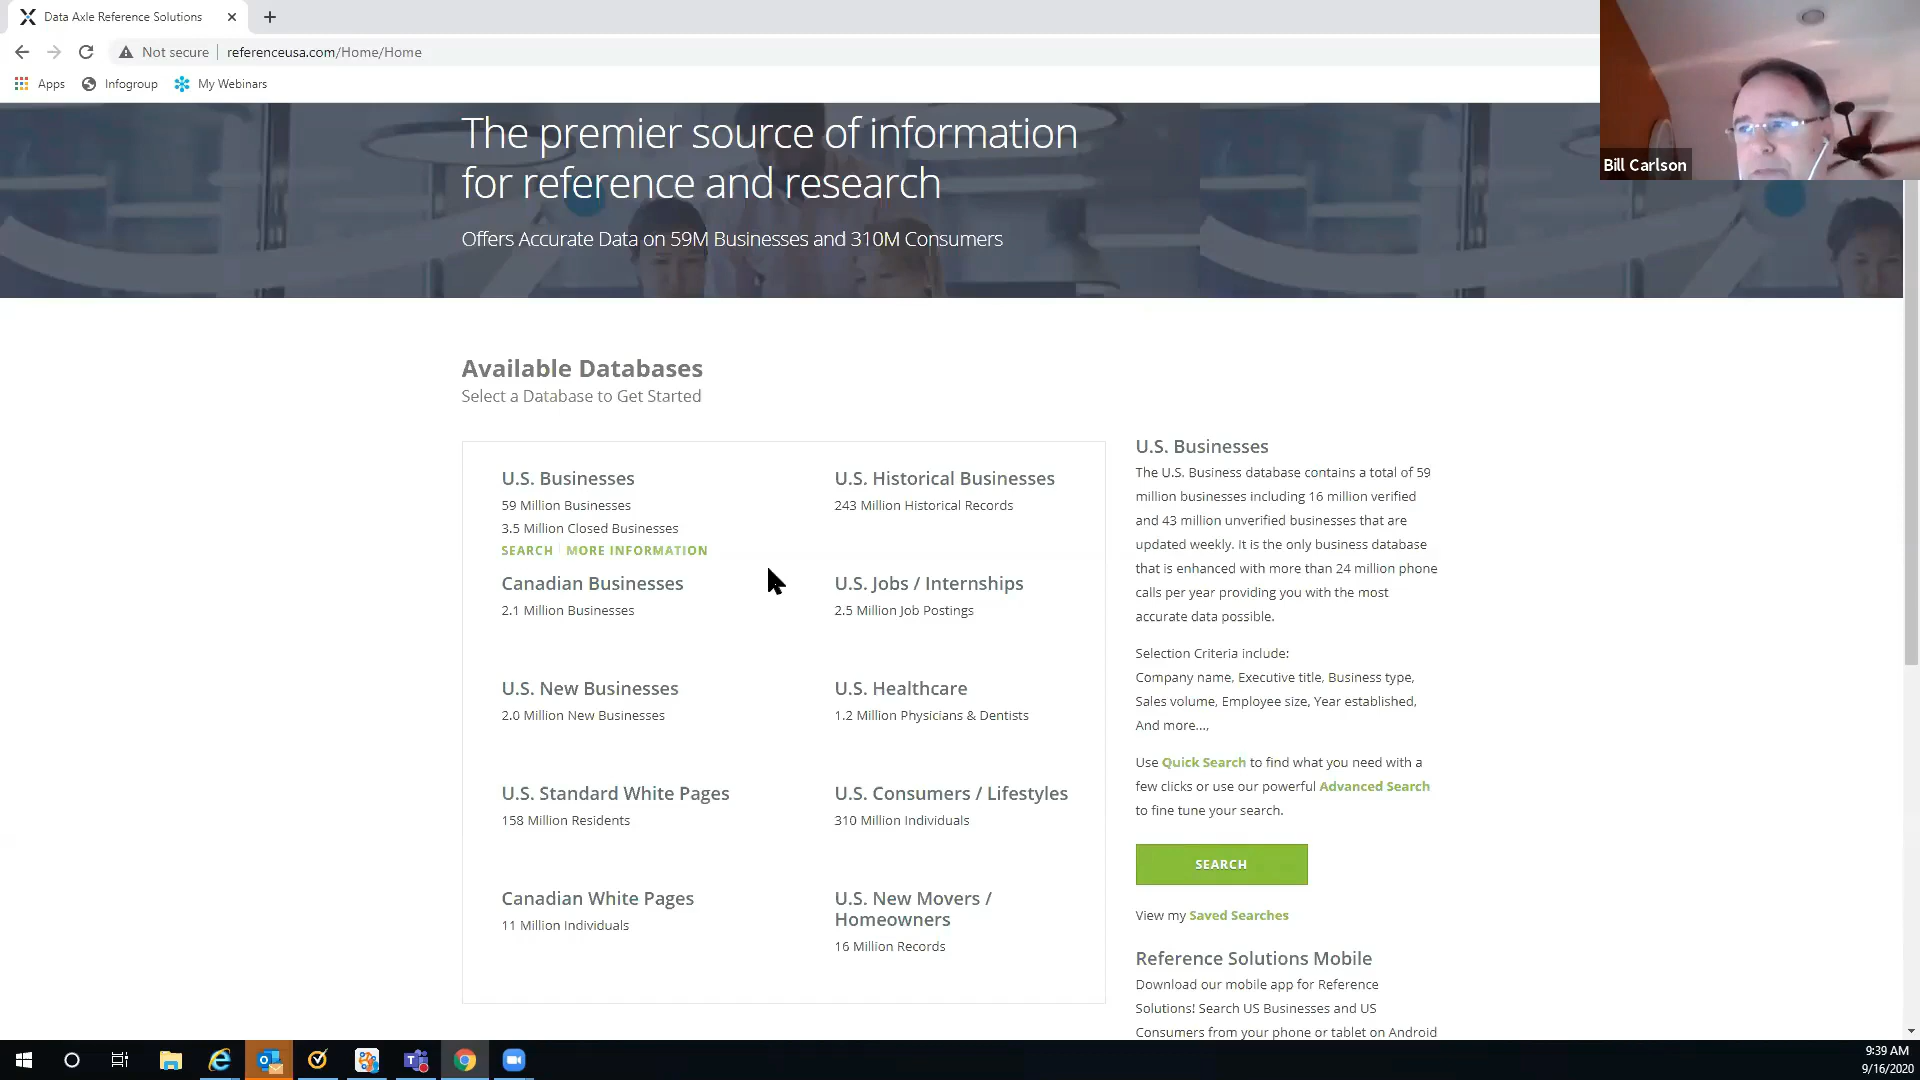 Data Axle Reference Solutions
Not secure
referenceusa.com/Home/Home
Apps
Infogroup
My Webinars
Bill Carlson
The premier source of information
for reference and research
Offers Accurate Data on 59M Businesses and 310M Consumers
Available Databases
Select a Database to Get Started
U.S. Businesses
59 Million Businesses
3.5 Million Closed Businesses
SEARCH MORE INFORMATION
U.S. Historical Businesses
243 Million Historical Records
Canadian Businesses
2.1 Million Businesses
U.S. Jobs / Internships
2.5 Million Job Postings
U.S. New Businesses
2.0 Million New Businesses
U.S. Healthcare
1.2 Million Physicians & Dentists
U.S. Standard White Pages
158 Million Residents
U.S. Consumers / Lifestyles
310 Million Individuals
Canadian White Pages
11 Million Individuals
U.S. New Movers /
Homeowners
16 Million Records
U.S. Businesses
The U.S. Business database contains a total of 59
million businesses including 16 million verified
and 43 million unverified businesses that are
updated weekly. It is the only business database
that is enhanced with more than 24 million phone
calls per year providing you with the most
accurate data possible.
Selection Criteria include:
Company name, Executive title, Business type,
Sales volume, Employee size, Year established,
And more...,
Use Quick Search to find what you need with a
few clicks or use our powerful Advanced Search
to fine tune your search.
SEARCH
View my Saved Searches
Reference Solutions Mobile
Download our mobile app for Reference
Solutions! Search US Businesses and US
Consumers from your phone or tablet on Android
9:39 AM
9/16/2020